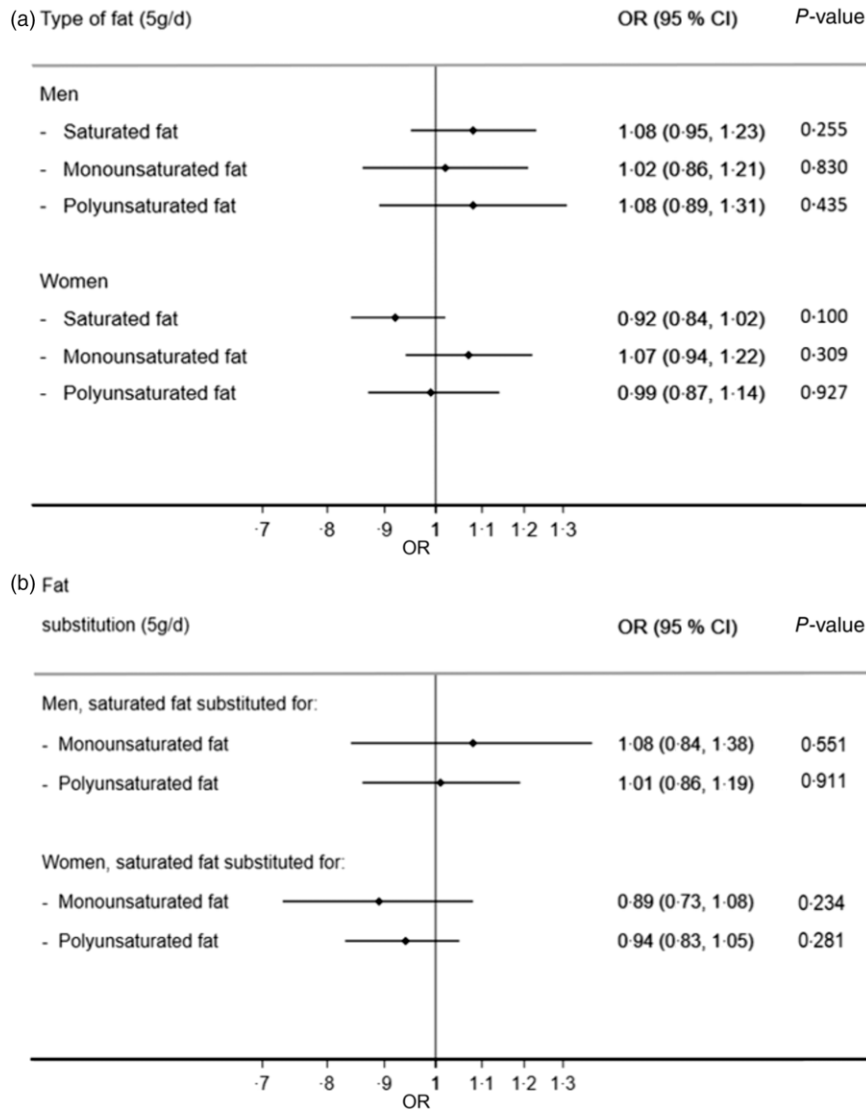 (a) Type of fat (5g/d) OR (95 % CI) P-value
Men
- Saturated fat 1·08 (0·95, 1·23) 0·255
- Monounsaturated fat 1·02 (0·86, 1·21) 0·830
- Polyunsaturated fat 1·08 (0·89, 1·31) 0·435
Women
- Saturated fat 0·92 (0·84, 1·02) 0·100
- Monounsaturated fat 1·07 (0·94, 1·22) 0·309
- Polyunsaturated fat 0·99 (0·87, 1·14) 0·927
·7 ·8 ·9 1 1·1 1·2 1·3
OR
(b) Fat
substitution (5g/d) OR (95 % CI) P-value
Men, saturated fat substituted for:
- Monounsaturated fat 1·08 (0·84, 1·38) 0·551
- Polyunsaturated fat 1·01 (0·86, 1·19) 0·911
Women, saturated fat substituted for:
- Monounsaturated fat 0·89 (0·73, 1·08) 0·234
- Polyunsaturated fat 0·94 (0·83, 1·05) 0·281
·7 ·8 ·9 1 1·1 1·2 1·3
OR